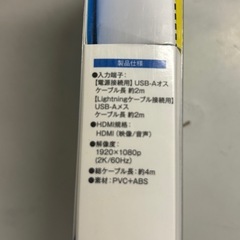 製品仕様
●入力端子:
【電源接続用】USB-Aオス
ケーブル長 約2m
【Lightningケーブル接続用】
USB-Aメス
ケーブル長 約2m
●HDMI規格:
HDMI（映像/音声）
●解像度:
1920×1080p
(2K/60Hz)
●総ケーブル長：約4m
●素材：PVC+ABS